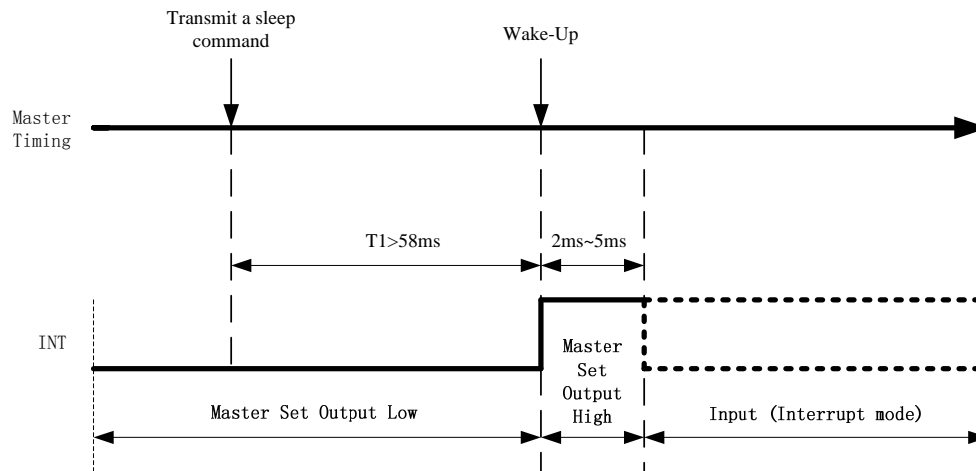 Transmit a sleep
command
Wake-Up
Master
Timing
T1>58ms
2ms~5ms
INT
Master
Set
Output
High
Master Set Output Low
Input (Interrupt mode)